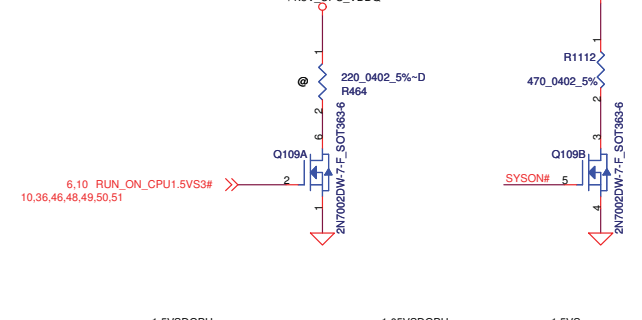 1
1
R1112
@
220_0402_5%~D
R464
470_0402_5%
2
2
6
3
Q109A
2N7002DW-7-F_SOT363-6
Q109B
2N7002DW-7-F_SOT363-6
6,10 RUN_ON_CPU1.5VS3#
2
SYSON#
5
10,36,46,48,49,50,51
1
4